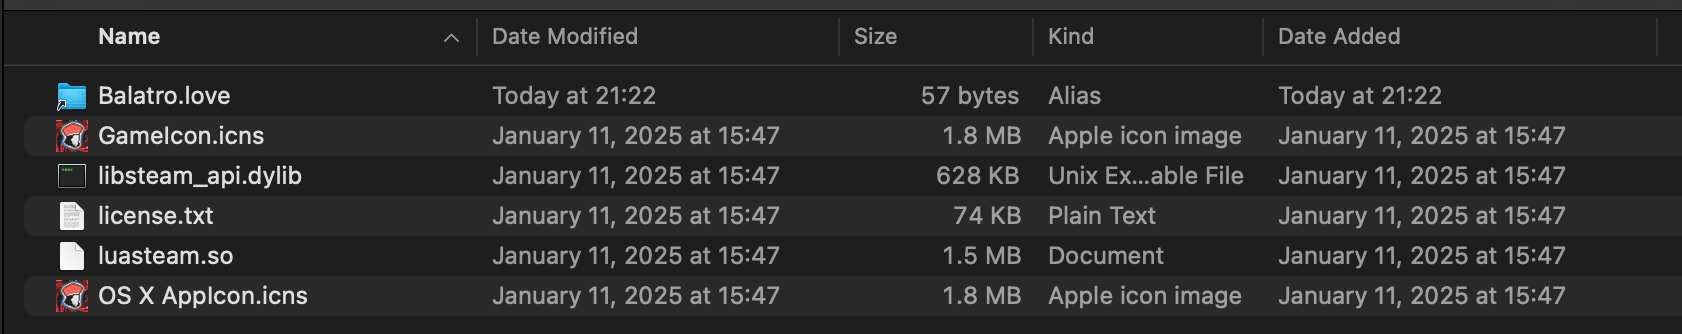 Name Date Modified Size Kind Date Added
Balatro.love Today at 21:22 57 bytes Alias Today at 21:22
GameIcon.icns January 11, 2025 at 15:47 1.8 MB Apple icon image January 11, 2025 at 15:47
libsteam_api.dylib January 11, 2025 at 15:47 628 KB Unix Ex...able File January 11, 2025 at 15:47
license.txt January 11, 2025 at 15:47 74 KB Plain Text January 11, 2025 at 15:47
luasteam.so January 11, 2025 at 15:47 1.5 MB Document January 11, 2025 at 15:47
OS X AppIcon.icns January 11, 2025 at 15:47 1.8 MB Apple icon image January 11, 2025 at 15:47